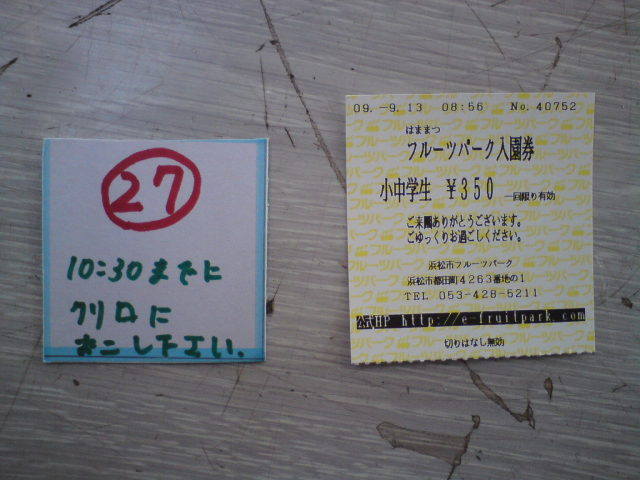 27
10:30までに
クリ口に
おこし下エい.
09.-9.13 08:56 No.40752
はままつ
フルーツパーク入園券
小中学生 ¥350 一回限り有効
ご来園ありがとうございます。
ごゆっくりお過ごしください。
浜松市フルーツパーク
浜松市都田町4263番地の1
TEL 053-428-5211
公式HP http://e-fruitpark.com
切りはなし無効